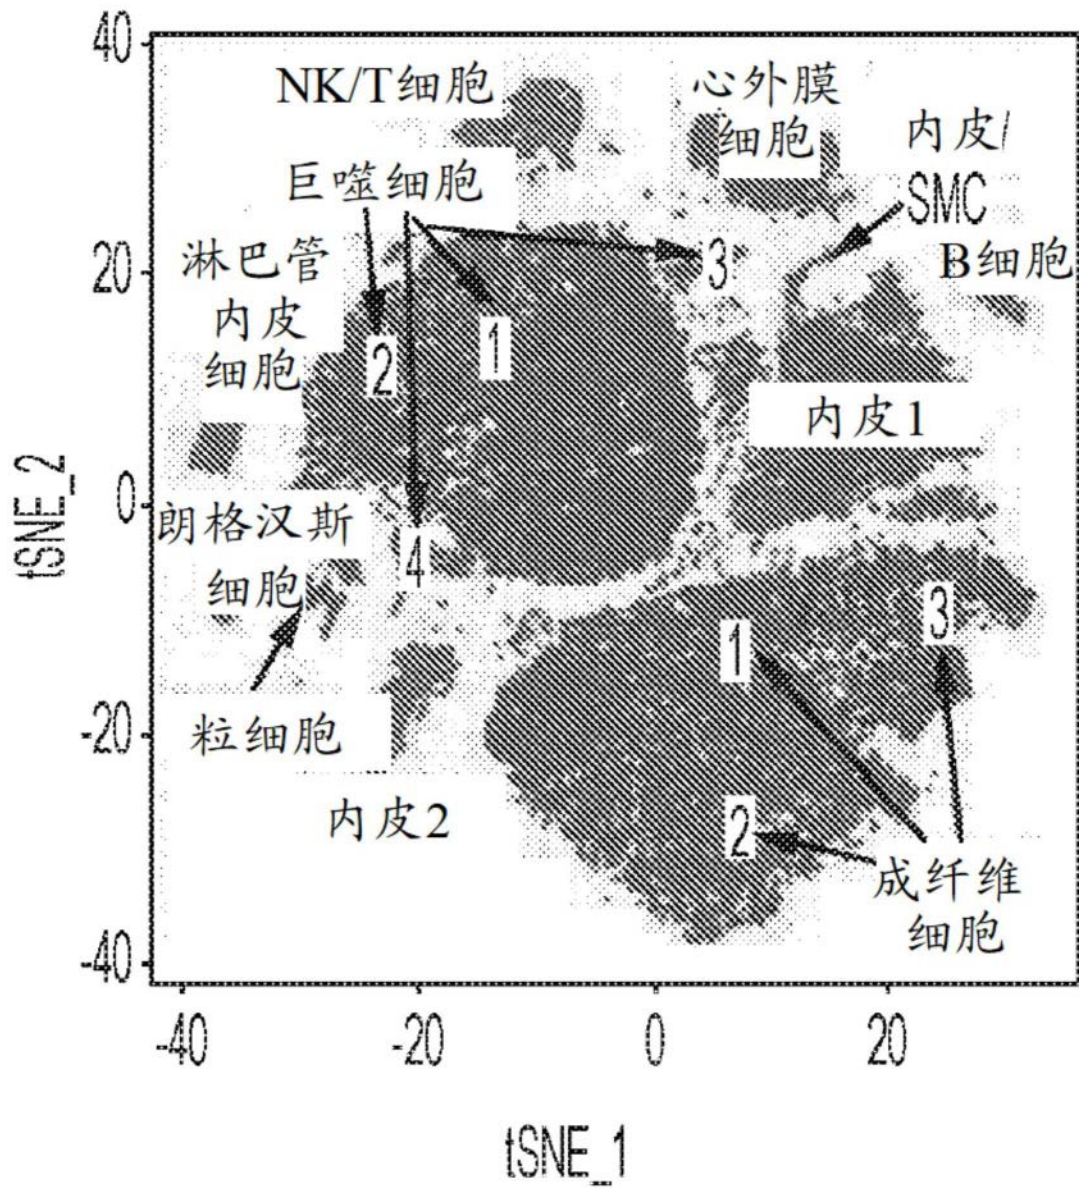 40
NK/T细胞
心外膜
细胞
内皮/
SMC
巨噬细胞
B细胞
淋巴管
内皮
细胞
20
3
2
1
内皮1
tSNE_2
0
朗格汉斯
细胞
4
3
1
粒细胞
-20
内皮2
2
成纤维
细胞
-40
-40
-20
0
20
tSNE_1